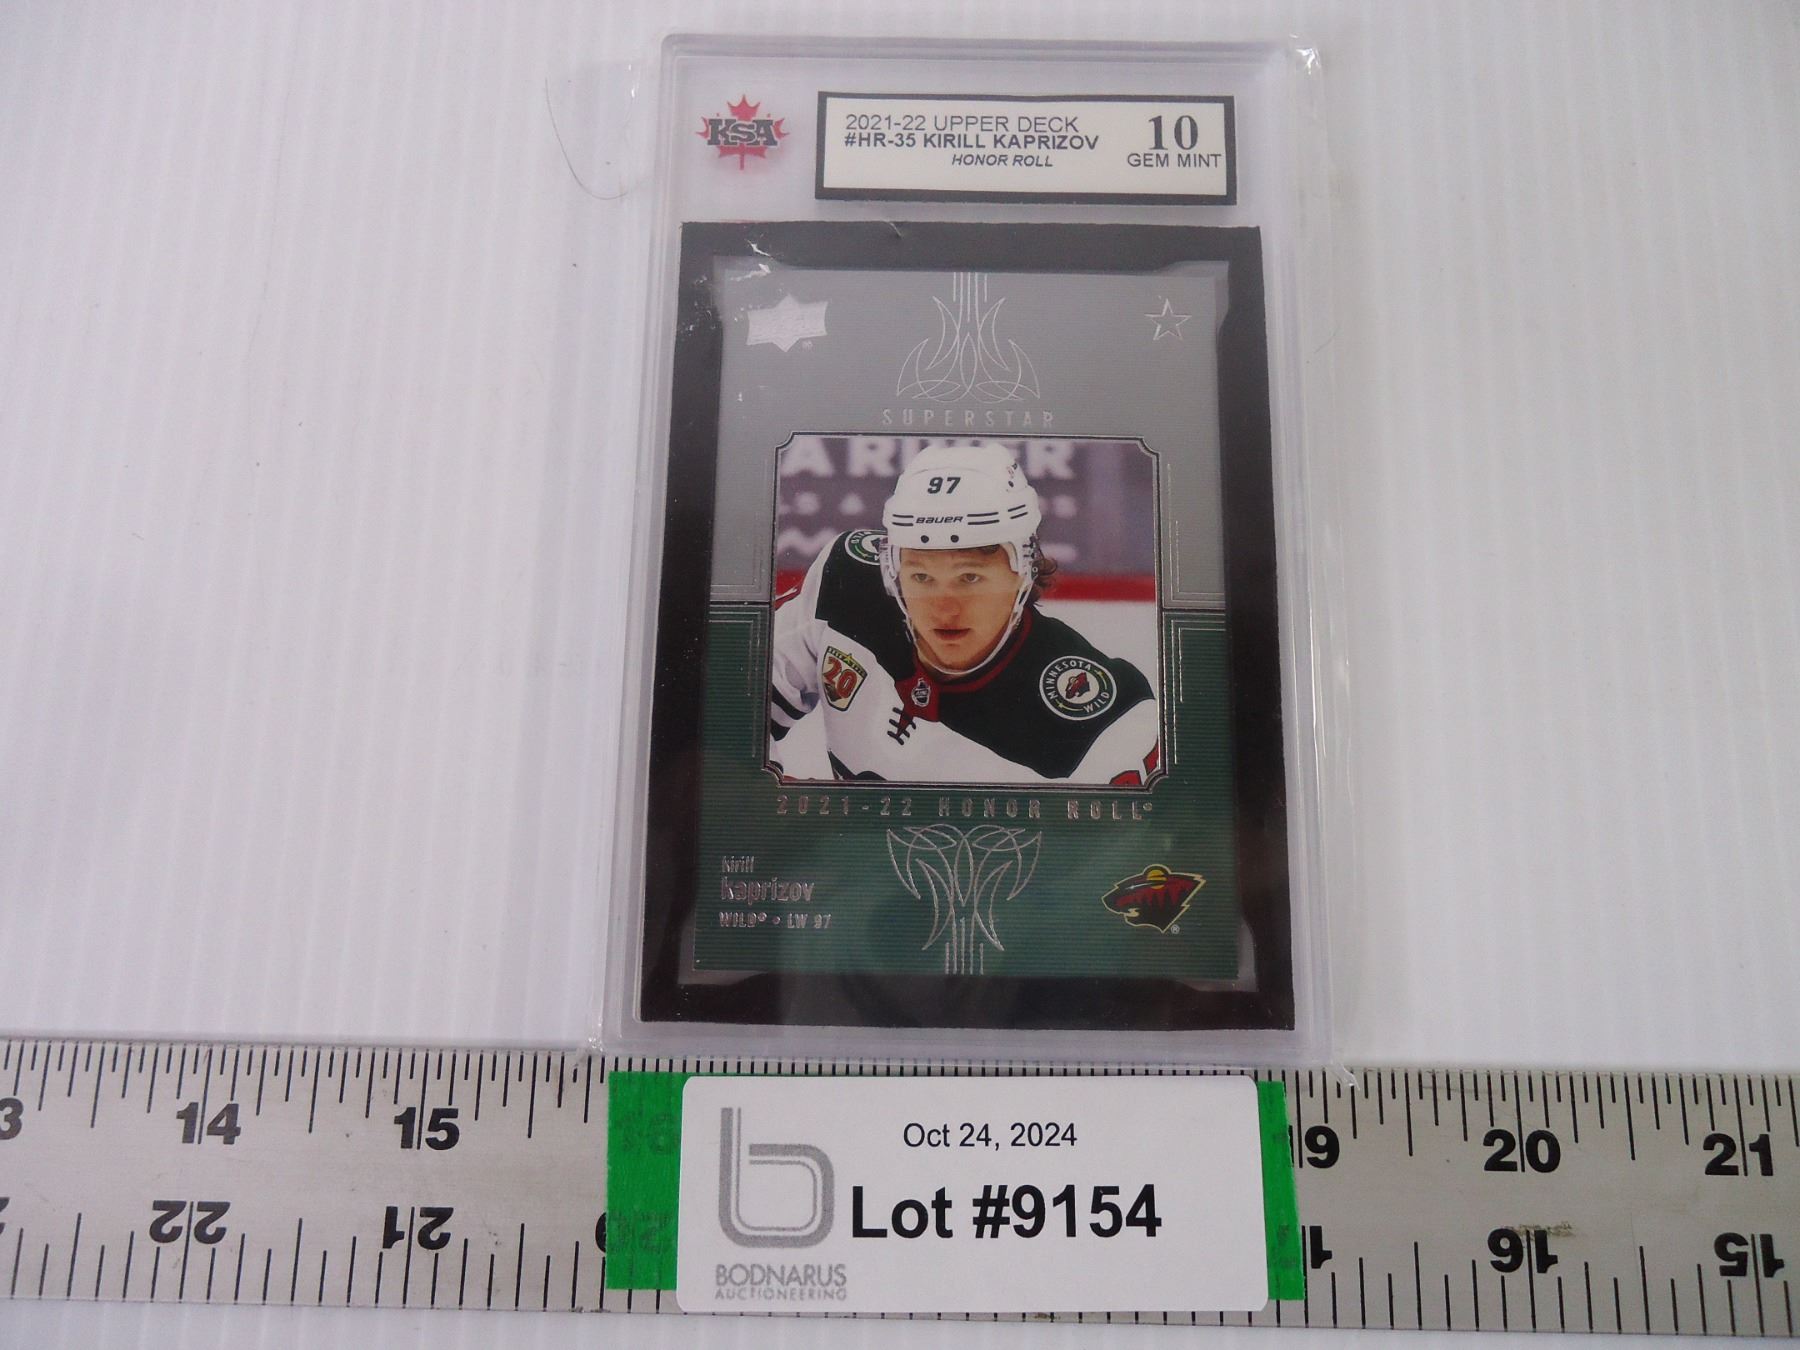 KSA
2021-22 UPPER DECK
#HR-35 KIRILL KAPRIZOV
HONOR ROLL
10
GEM MINT
SUPERSTAR
97
BAUER
20
MINNESOTA
WILD
2021-22 HONOR ROLL
kirill
kaprizov
WILD® • LW 97
14 15 19 20 21
Oct 24, 2024
Lot #9154
BODNARUS
AUCTIONEERING
22 21 16 15